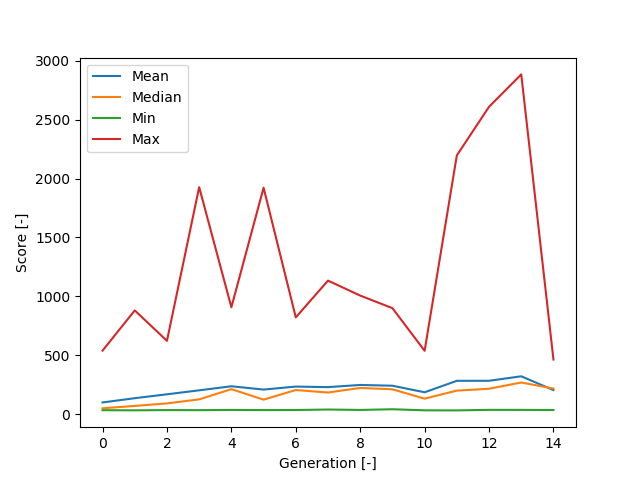 3000
2500
2000
1500
1000
500
0
Score [-]
Mean
Median
Min
Max
0 2 4 6 8 10 12 14
Generation [-]